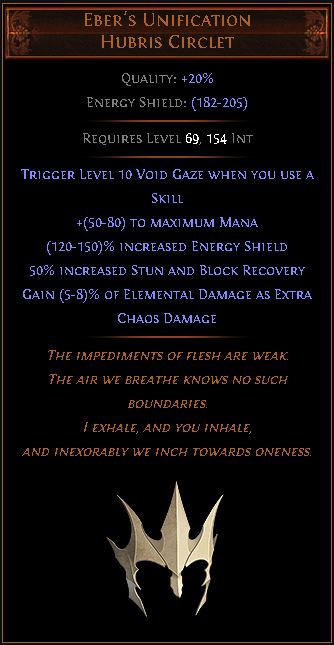 Eber's Unification
Hubris Circlet
Quality: +20%
Energy Shield: (182-205)
Requires Level 69, 154 Int
Trigger Level 10 Void Gaze when you use a
Skill
+(50-80) to maximum Mana
(120-150)% increased Energy Shield
50% increased Stun and Block Recovery
Gain (5-8)% of Elemental Damage as Extra
Chaos Damage
The impediments of flesh are weak.
The air we breathe knows no such
boundaries.
I exhale, and you inhale,
and inexorably we inch towards oneness.